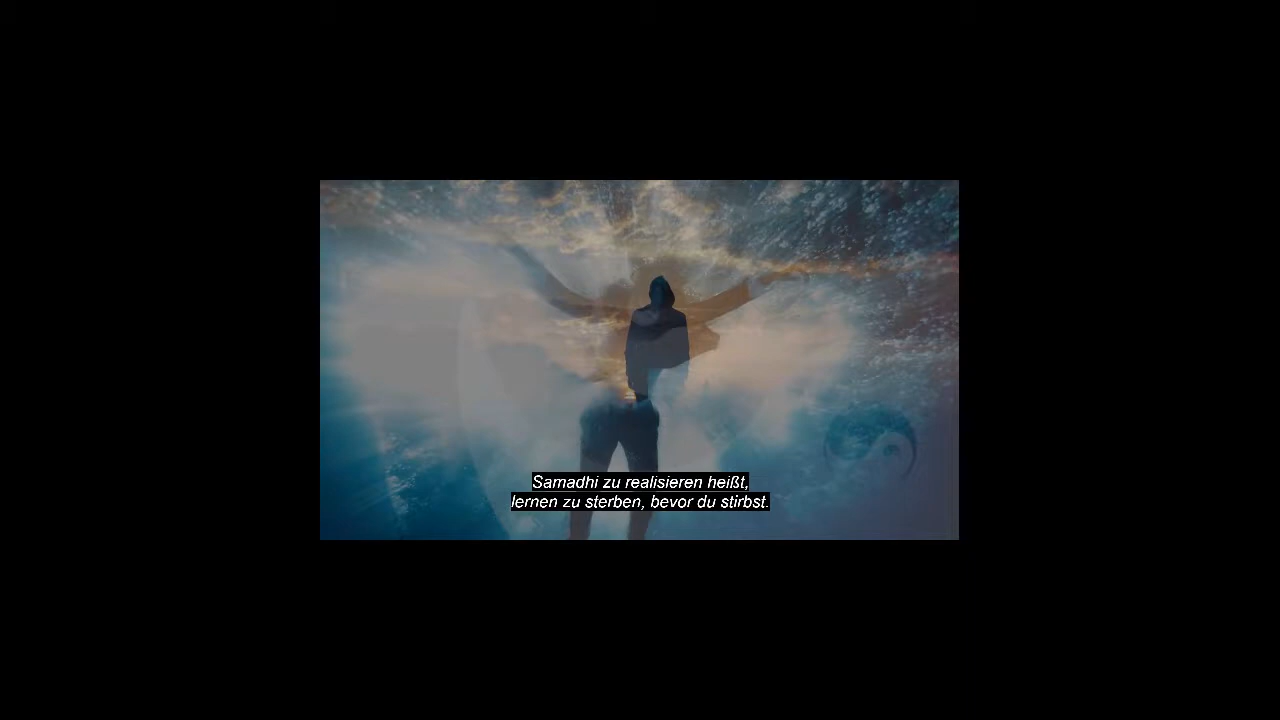 Samadhi zu realisieren heißt,
lernen zu sterben, bevor du stirbst.